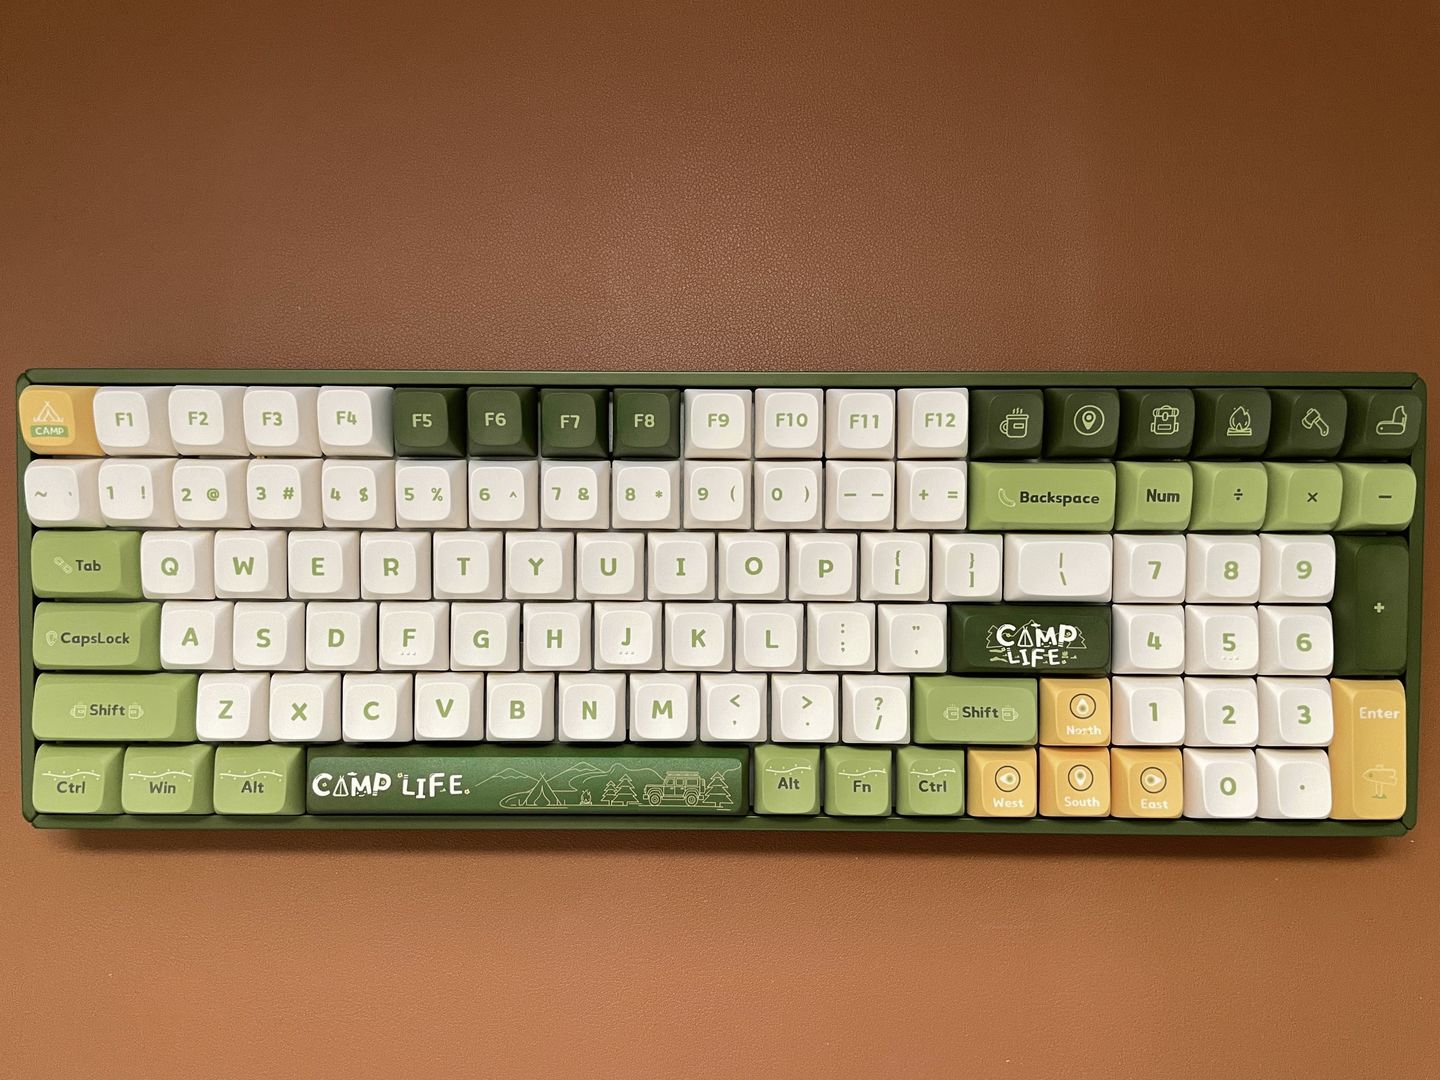 CAMP F1 F2 F3 F4 F5 F6 F7 F8 F9 F10 F11 F12
~ 1 ! 2 @ 3 # 4 $ 5 % 6 ^ 7 & 8 * 9 ( 0 ) — — + = Backspace Num ÷ × −
Tab Q W E R T Y U I O P { [ } ] | \ 7 8 9 +
CapsLock A S D F G H J K L : ; " ' CAMP LIFE 4 5 6
Shift Z X C V B N M < , > . ? / Shift North 1 2 3 Enter
Ctrl Win Alt CAMP LIFE Alt Fn Ctrl West South East 0 .